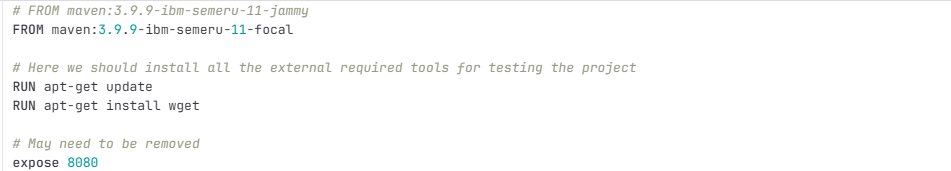 # FROM maven:3.9.9-ibm-semeru-11-jammy
FROM maven:3.9.9-ibm-semeru-11-focal
# Here we should install all the external required tools for testing the project
RUN apt-get update
RUN apt-get install wget
# May need to be removed
expose 8080